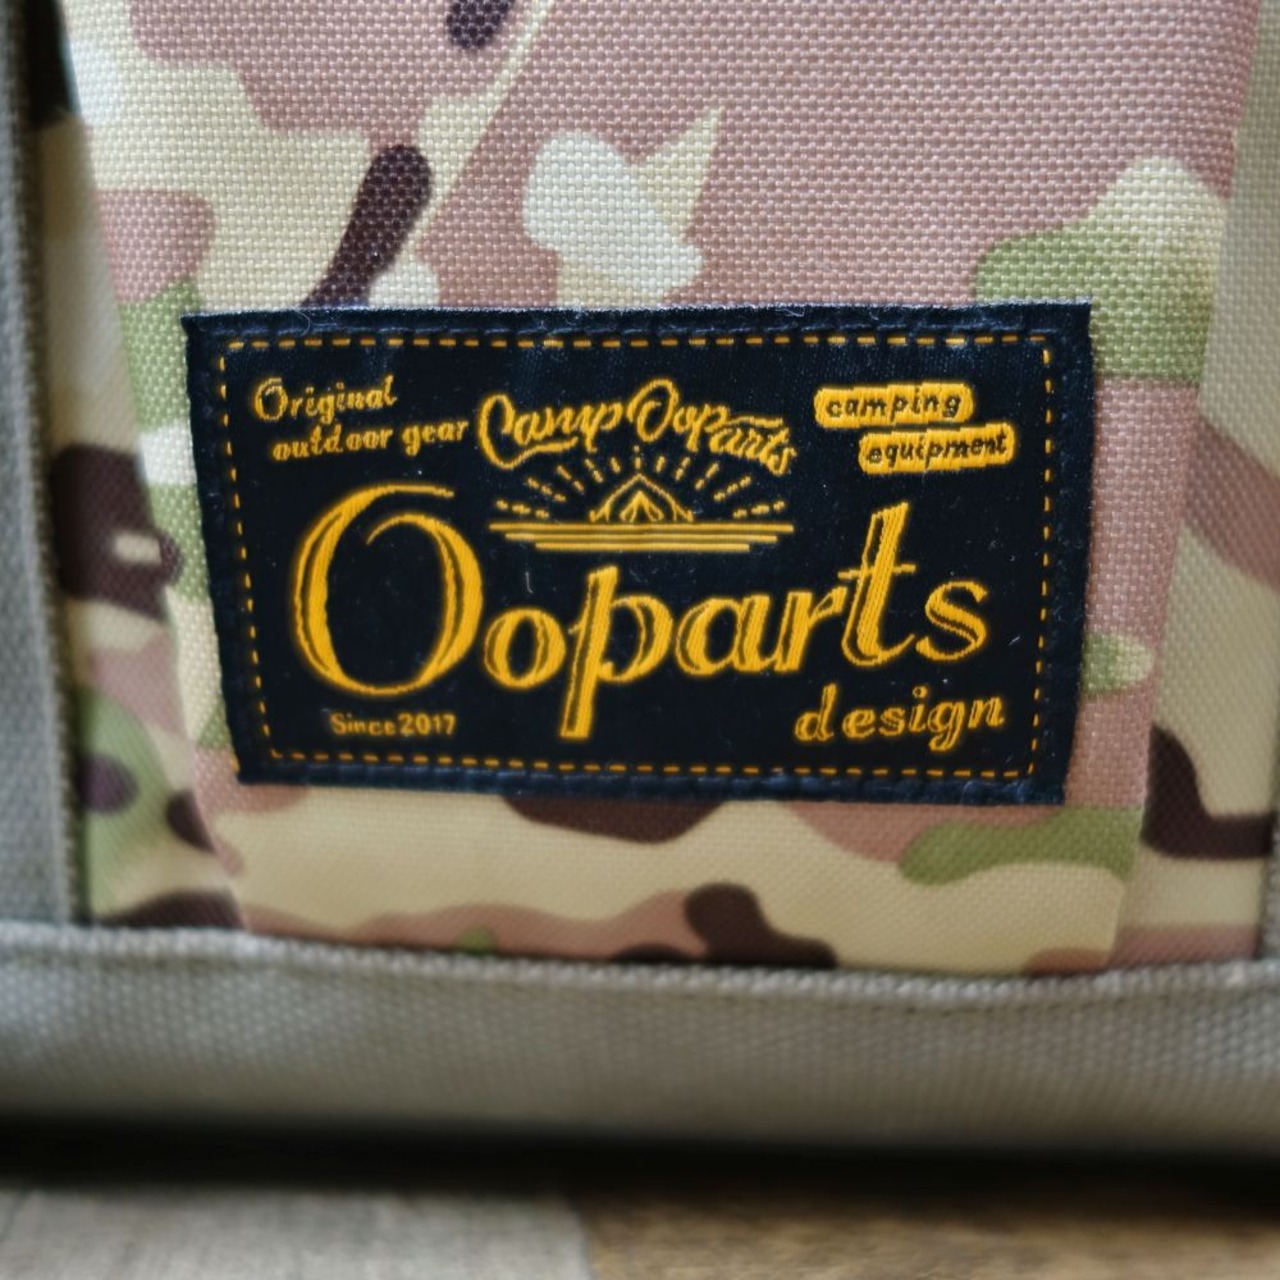 Original
outdoor gear
Camp Ooparts
camping
equipment
Ooparts
Since 2017
design